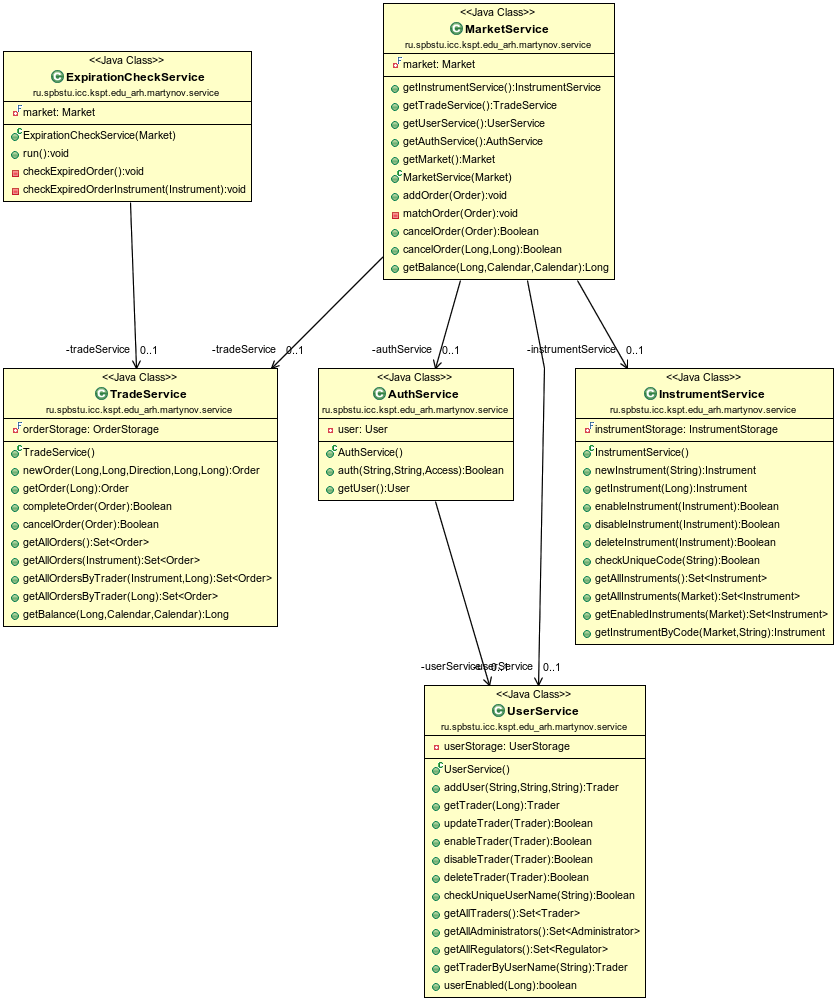 <<Java Class>>
MarketService
ru.spbstu.icc.kspt.edu_arh.martynov.service
market: Market
getInstrumentService():InstrumentService
getTradeService():TradeService
getUserService():UserService
getAuthService():AuthService
getMarket():Market
MarketService(Market)
addOrder(Order):void
matchOrder(Order):void
cancelOrder(Order):Boolean
cancelOrder(Long,Long):Boolean
getBalance(Long,Calendar,Calendar):Long
<<Java Class>>
ExpirationCheckService
ru.spbstu.icc.kspt.edu_arh.martynov.service
market: Market
ExpirationCheckService(Market)
run():void
checkExpiredOrder():void
checkExpiredOrderInstrument(Instrument):void
-tradeService 0..1
-tradeService 0..1
-authService 0..1
-instrumentService 0..1
<<Java Class>>
TradeService
ru.spbstu.icc.kspt.edu_arh.martynov.service
orderStorage: OrderStorage
TradeService()
newOrder(Long,Long,Direction,Long,Long):Order
getOrder(Long):Order
completeOrder(Order):Boolean
cancelOrder(Order):Boolean
getAllOrders():Set<Order>
getAllOrders(Instrument):Set<Order>
getAllOrdersByTrader(Instrument,Long):Set<Order>
getAllOrdersByTrader(Long):Set<Order>
getBalance(Long,Calendar,Calendar):Long
<<Java Class>>
AuthService
ru.spbstu.icc.kspt.edu_arh.martynov.service
user: User
AuthService()
auth(String,String,Access):Boolean
getUser():User
<<Java Class>>
InstrumentService
ru.spbstu.icc.kspt.edu_arh.martynov.service
instrumentStorage: InstrumentStorage
InstrumentService()
newInstrument(String):Instrument
getInstrument(Long):Instrument
enableInstrument(Instrument):Boolean
disableInstrument(Instrument):Boolean
deleteInstrument(Instrument):Boolean
checkUniqueCode(String):Boolean
getAllInstruments():Set<Instrument>
getAllInstruments(Market):Set<Instrument>
getEnabledInstruments(Market):Set<Instrument>
getInstrumentByCode(Market,String):Instrument
-userService 0..1
-userService 0..1
<<Java Class>>
UserService
ru.spbstu.icc.kspt.edu_arh.martynov.service
userStorage: UserStorage
UserService()
addUser(String,String,String):Trader
getTrader(Long):Trader
updateTrader(Trader):Boolean
enableTrader(Trader):Boolean
disableTrader(Trader):Boolean
deleteTrader(Trader):Boolean
checkUniqueUserName(String):Boolean
getAllTraders():Set<Trader>
getAllAdministrators():Set<Administrator>
getAllRegulators():Set<Regulator>
getTraderByUserName(String):Trader
userEnabled(Long):boolean